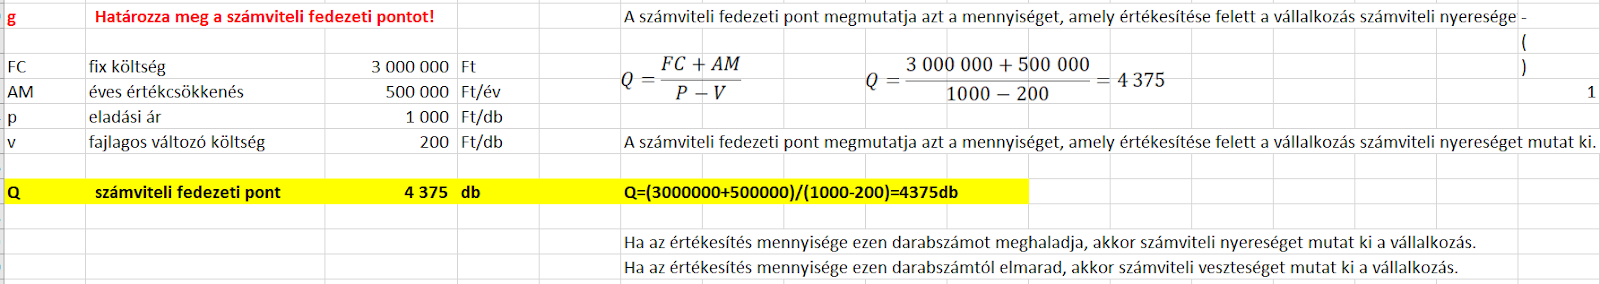 g Határozza meg a számviteli fedezeti pontot! A számviteli fedezeti pont megmutatja azt a mennyiséget, amely értékesítése felett a vállalkozás számviteli nyeresége -
(
FC fix költség 3 000 000 Ft
)
Q = FC + AM / P − V Q = 3 000 000 + 500 000 / 1000 − 200 = 4 375
AM éves értékcsökkenés 500 000 Ft/év 1
p eladási ár 1 000 Ft/db
v fajlagos változó költség 200 Ft/db A számviteli fedezeti pont megmutatja azt a mennyiséget, amely értékesítése felett a vállalkozás számviteli nyereséget mutat ki.
Q számviteli fedezeti pont 4 375 db Q=(3000000+500000)/(1000-200)=4375db
Ha az értékesítés mennyisége ezen darabszámot meghaladja, akkor számviteli nyereséget mutat ki a vállalkozás.
Ha az értékesítés mennyisége ezen darabszámtól elmarad, akkor számviteli veszteséget mutat ki a vállalkozás.